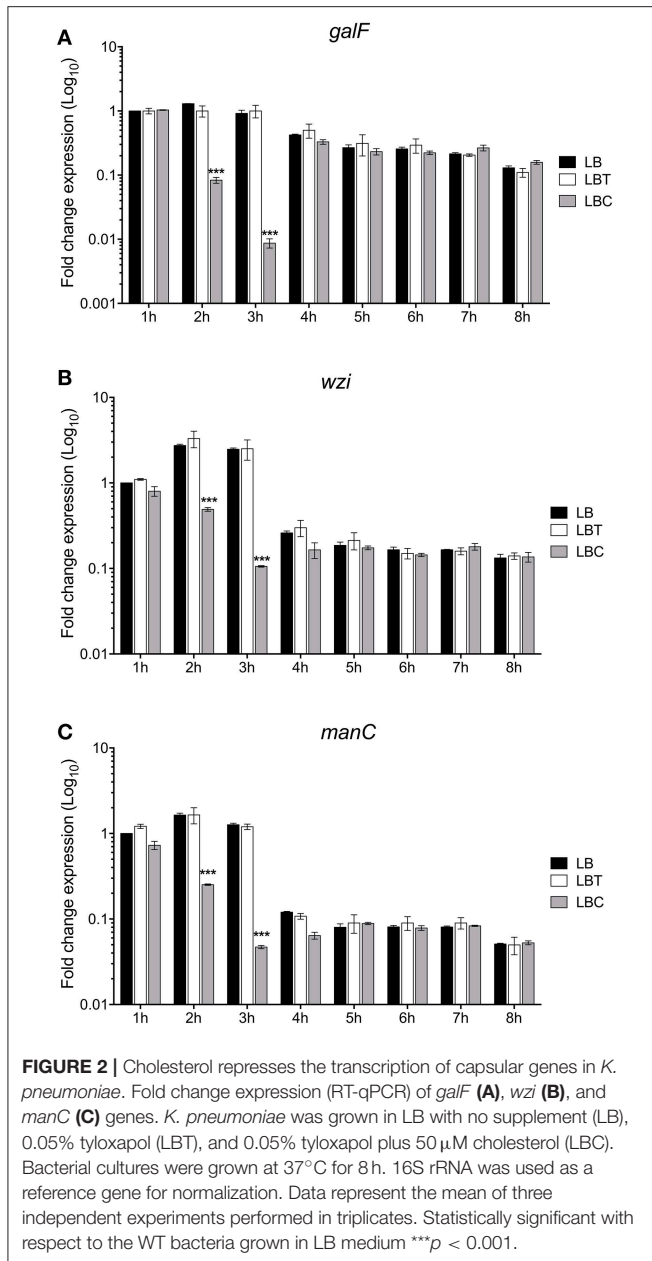 A
galF
Fold change expression (Log10)
10
1
0.1
0.01
0.001
***
***
1h 2h 3h 4h 5h 6h 7h 8h
LB
LBT
LBC
B
wzi
Fold change expression (Log10)
10
1
0.1
0.01
***
***
1h 2h 3h 4h 5h 6h 7h 8h
LB
LBT
LBC
C
manC
Fold change expression (Log10)
10
1
0.1
0.01
***
***
1h 2h 3h 4h 5h 6h 7h 8h
LB
LBT
LBC
FIGURE 2 | Cholesterol represses the transcription of capsular genes in K.
pneumoniae. Fold change expression (RT-qPCR) of galF (A), wzi (B), and
manC (C) genes. K. pneumoniae was grown in LB with no supplement (LB),
0.05% tyloxapol (LBT), and 0.05% tyloxapol plus 50 μM cholesterol (LBC).
Bacterial cultures were grown at 37°C for 8 h. 16S rRNA was used as a
reference gene for normalization. Data represent the mean of three
independent experiments performed in triplicates. Statistically significant with
respect to the WT bacteria grown in LB medium ***p < 0.001.